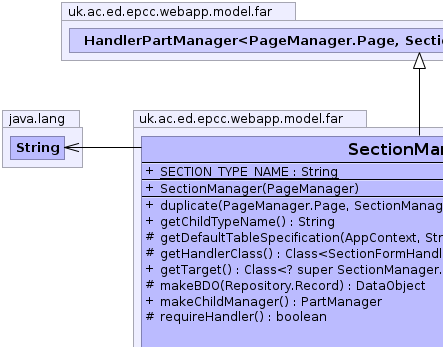 uk.ac.ed.epcc.webapp.model.far
HandlerPartManager<PageManager.Page, Sectio
java.lang
String
uk.ac.ed.epcc.webapp.model.far
SectionMan
+ SECTION_TYPE_NAME : String
+ SectionManager(PageManager)
+ duplicate(PageManager.Page, SectionManager
+ getChildTypeName() : String
# getDefaultTableSpecification(AppContext, Str
# getHandlerClass() : Class<SectionFormHandl
+ getTarget() : Class<? super SectionManager.
# makeBDO(Repository.Record) : DataObject
+ makeChildManager() : PartManager
# requireHandler() : boolean